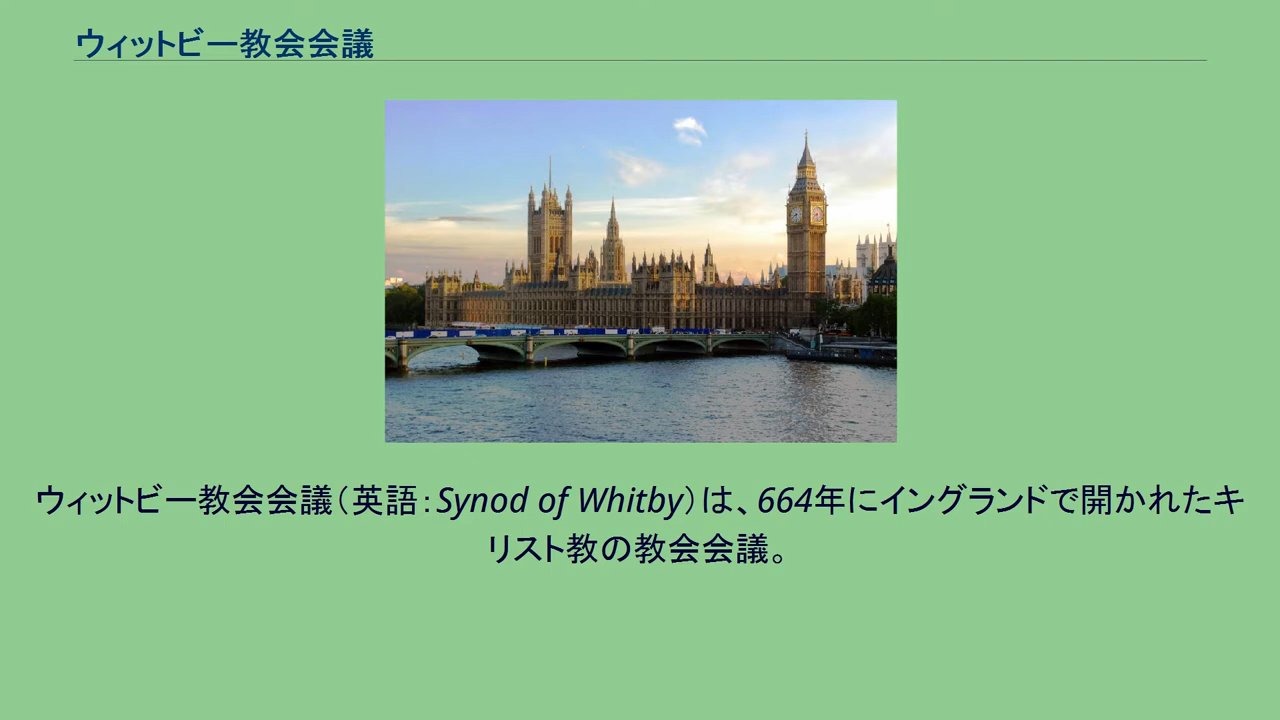 ウィットビー教会会議
ウィットビー教会会議（英語：Synod of Whitby）は、664年にイングランドで開かれたキ
リスト教の教会会議。